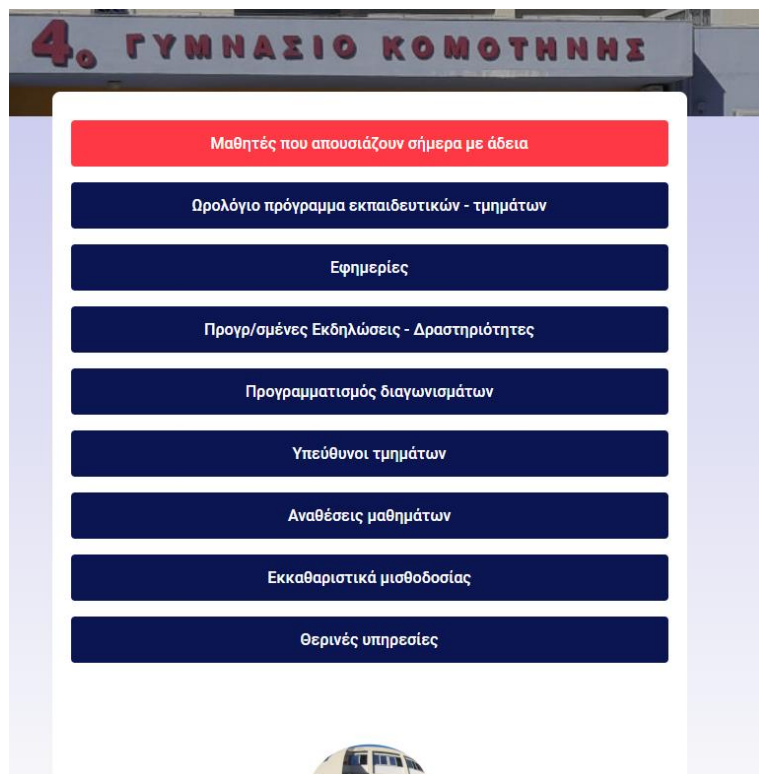 4ο ΓΥΜΝΑΣΙΟ ΚΟΜΟΤΗΝΗΣ
Μαθητές που απουσιάζουν σήμερα με άδεια
Ωρολόγιο πρόγραμμα εκπαιδευτικών - τμημάτων
Εφημερίες
Προγρ/σμένες Εκδηλώσεις - Δραστηριότητες
Προγραμματισμός διαγωνισμάτων
Υπεύθυνοι τμημάτων
Αναθέσεις μαθημάτων
Εκκαθαριστικά μισθοδοσίας
Θερινές υπηρεσίες